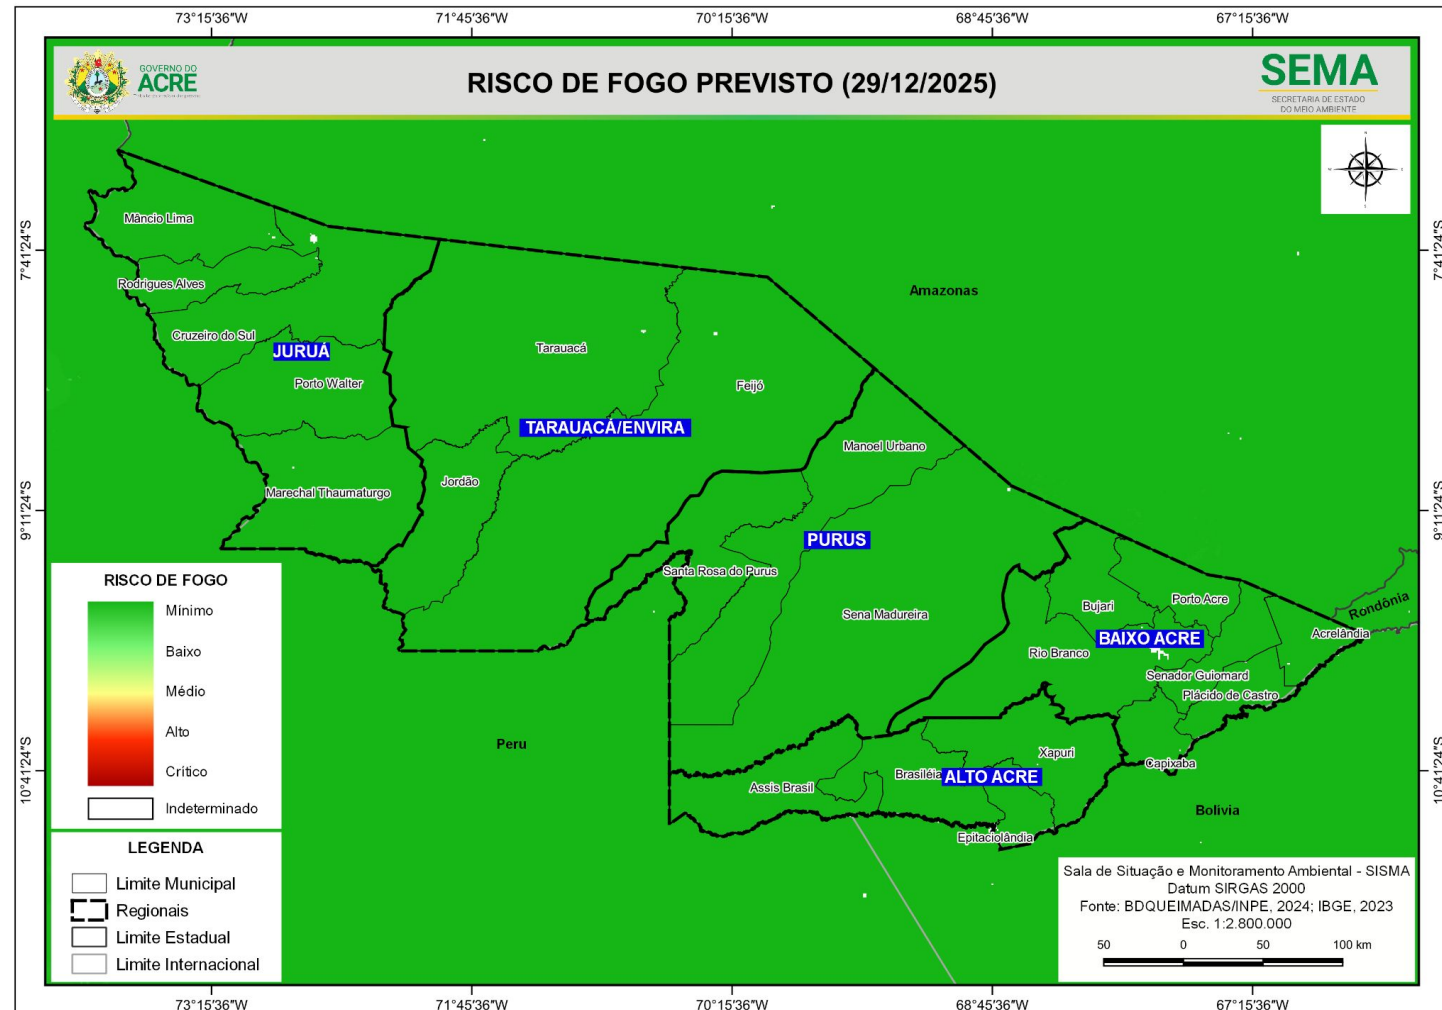 73°15'36"W
71°45'36"W
70°15'36"W
68°45'36"W
67°15'36"W
GOVERNO DO
ACRE
RISCO DE FOGO PREVISTO (29/12/2025)
SEMA
SECRETARIA DE ESTADO
DO MEIO AMBIENTE
N
Mâncio Lima
7°41'24"S
7°41'24"S
Rodrigues Alves
Amazonas
Cruzeiro do Sul
JURUÁ
Tarauacá
Porto Walter
Feijó
TARAUACÁ/ENVIRA
Manoel Urbano
Jordão
Marechal Thaumaturgo
9°11'24"S
9°11'24"S
PURUS
Santa Rosa do Purus
Sena Madureira
Bujari
Porto Acre
Rondônia
Acrelândia
BAIXO ACRE
Rio Branco
Senador Guiomard
Plácido de Castro
Peru
Xapuri
Capixaba
Brasiléia
ALTO ACRE
Assis Brasil
10°41'24"S
10°41'24"S
Bolivia
Epitaciolândia
RISCO DE FOGO
Mínimo
Baixo
Médio
Alto
Crítico
Indeterminado
LEGENDA
Limite Municipal
Regionais
Limite Estadual
Limite Internacional
Sala de Situação e Monitoramento Ambiental - SISMA
Datum SIRGAS 2000
Fonte: BDQUEIMADAS/INPE, 2024; IBGE, 2023
Esc. 1:2.800.000
50 0 50 100 km
73°15'36"W
71°45'36"W
70°15'36"W
68°45'36"W
67°15'36"W